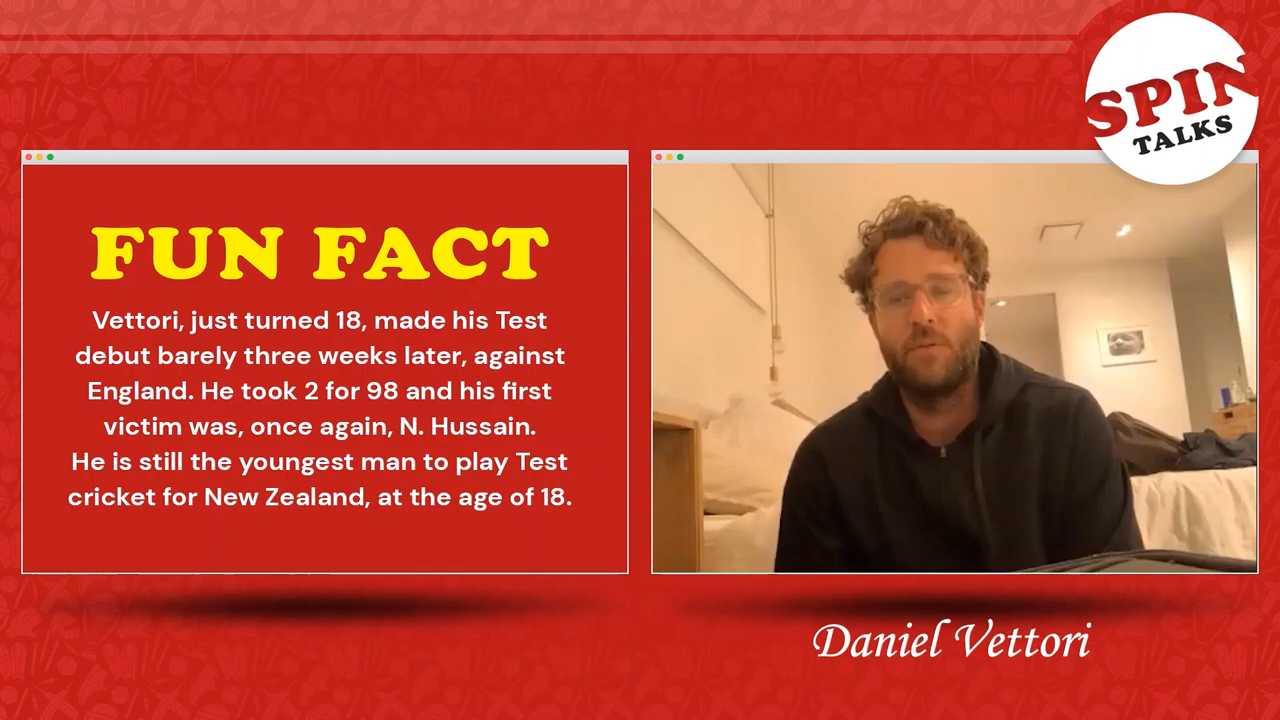 SPIN
TALKS
FUN FACT
Vettori, just turned 18, made his Test
debut barely three weeks later, against
England. He took 2 for 98 and his first
victim was, once again, N. Hussain.
He is still the youngest man to play Test
cricket for New Zealand, at the age of 18.
Daniel Vettori